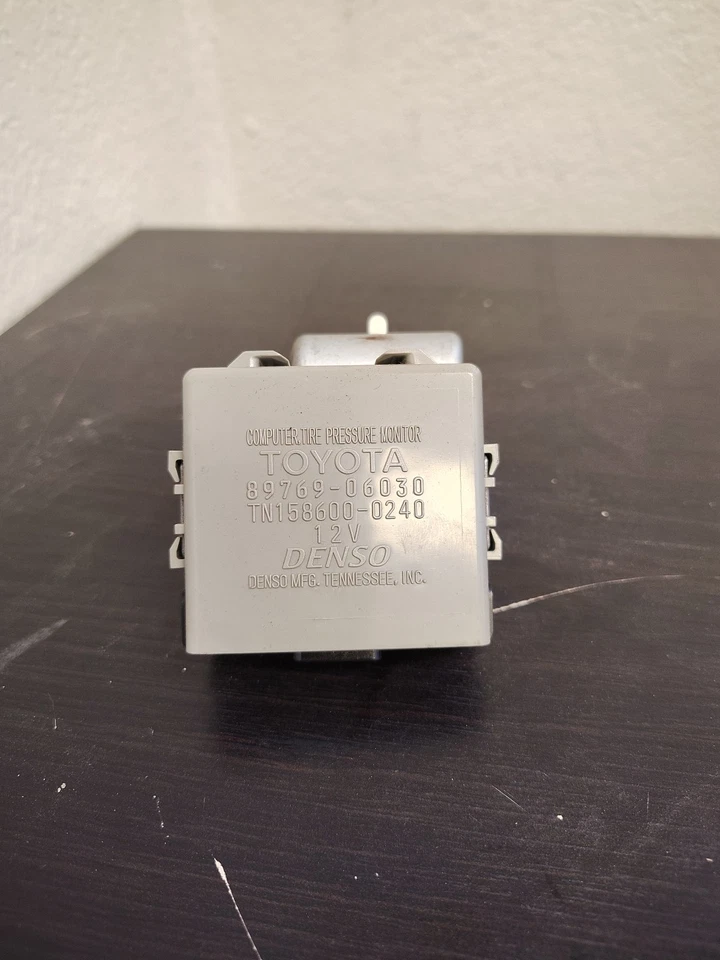 COMPUTER,TIRE PRESSURE MONITOR
TOYOTA
89769-06030
TN158600-0240
12V
DENSO
DENSO MFG. TENNESSEE, INC.